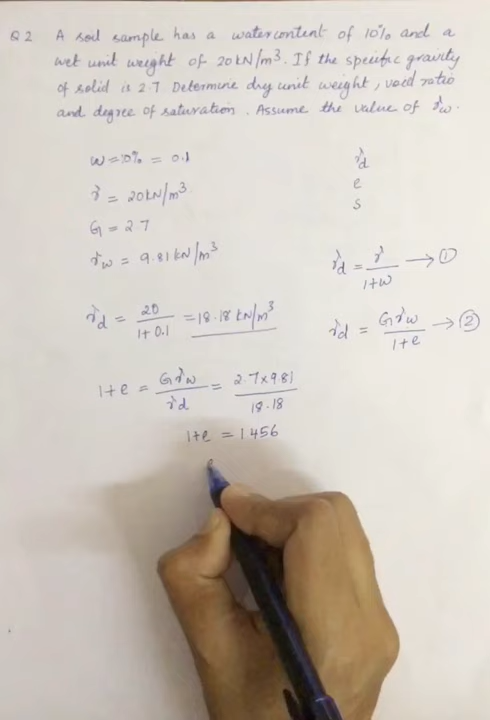 Q2 A soil sample has a water content of 10% and a
wet unit weight of 20 kN/m³. If the specific gravity
of solid is 2.7. Determine dry unit weight, void ratio
and degree of saturation. Assume the value of γw.
w = 10% = 0.1
γ = 20 kN/m³
G = 2.7
γw = 9.81 kN/m³
γd
e
s
γd = γ / 1+w → ①
γd = 20 / 1+0.1 = 18.18 kN/m³
γd = Gγw / 1+e → ②
1+e = Gγw / γd = 2.7×9.81 / 18.18
1+e = 1.456
e